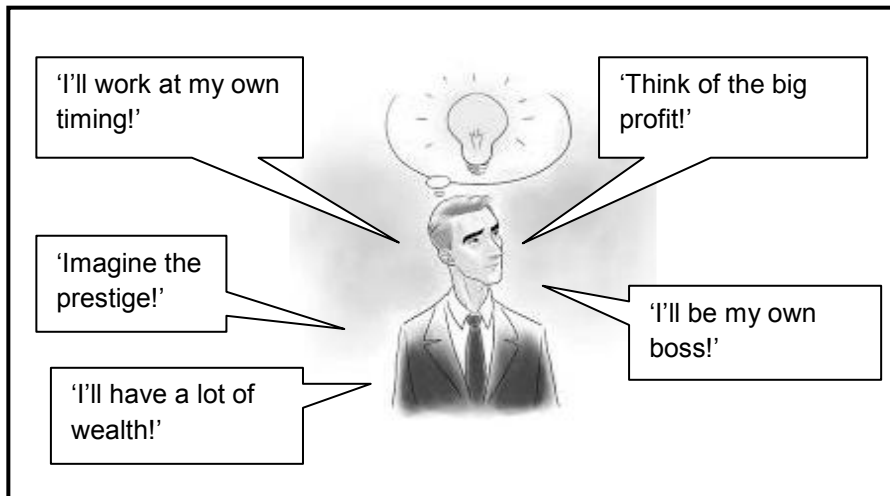 ‘I’ll work at my own
timing!’
‘Think of the big
profit!’
‘Imagine the
prestige!’
‘I’ll be my own
boss!’
‘I’ll have a lot of
wealth!’